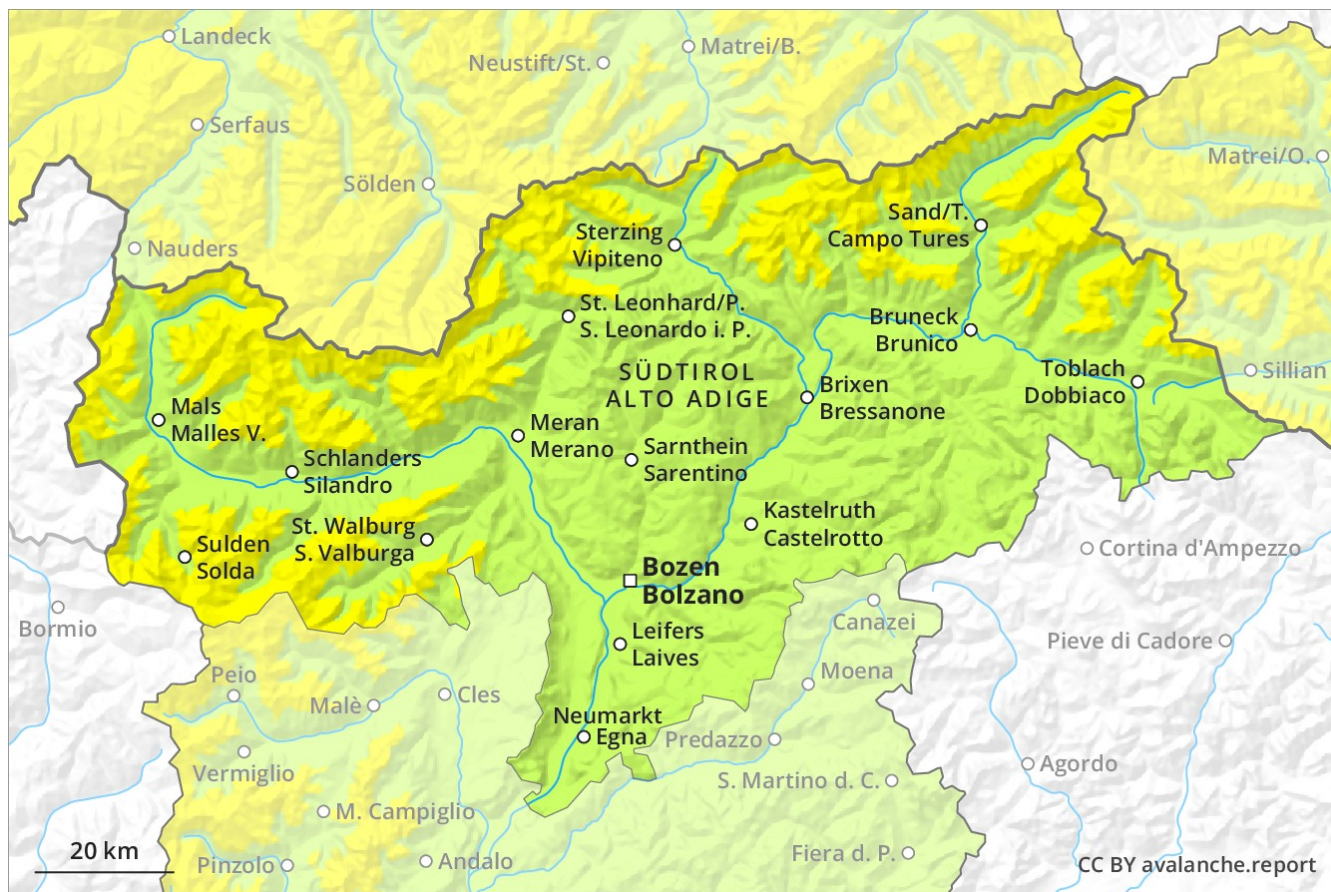 Landeck
Matrei/B.
Neustift/St.
Serfaus
Matrei/O.
Sölden
Sand/T.
Campo Tures
Sterzing
Vipiteno
Nauders
St. Leonhard/P.
S. Leonardo i. P.
Bruneck
Brunico
Toblach
Dobbiaco
Sillian
SÜDTIROL
ALTO ADIGE
Brixen
Bressanone
Mals
Malles V.
Meran
Merano
Schlanders
Silandro
Sarnthein
Sarentino
St. Walburg
S. Valburga
Kastelruth
Castelrotto
Sulden
Solda
Cortina d'Ampezzo
Bozen
Bolzano
Bormio
Canazei
Leifers
Laives
Pieve di Cadore
Peio
Moena
Malè
Cles
Neumarkt
Egna
Predazzo
Vermiglio
Agordo
S. Martino d. C.
M. Campiglio
20 km
Pinzolo
Andalo
Fiera d. P.
CC BY avalanche.report